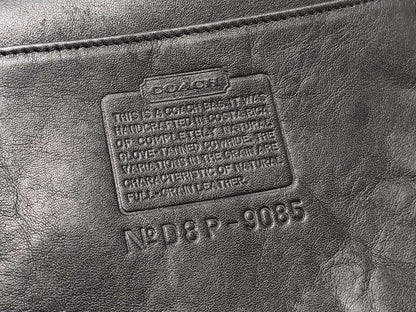 COACH
THIS IS A COACH BAG. IT WAS
HANDCRAFTED IN COSTA RICA
OF COMPLETELY NATURAL
GLOVE-TANNED COWHIDE. THE
VARIATIONS IN THE GRAIN ARE
CHARACTERISTIC OF NATURAL
FULL-GRAIN LEATHER.
No D8P-9085